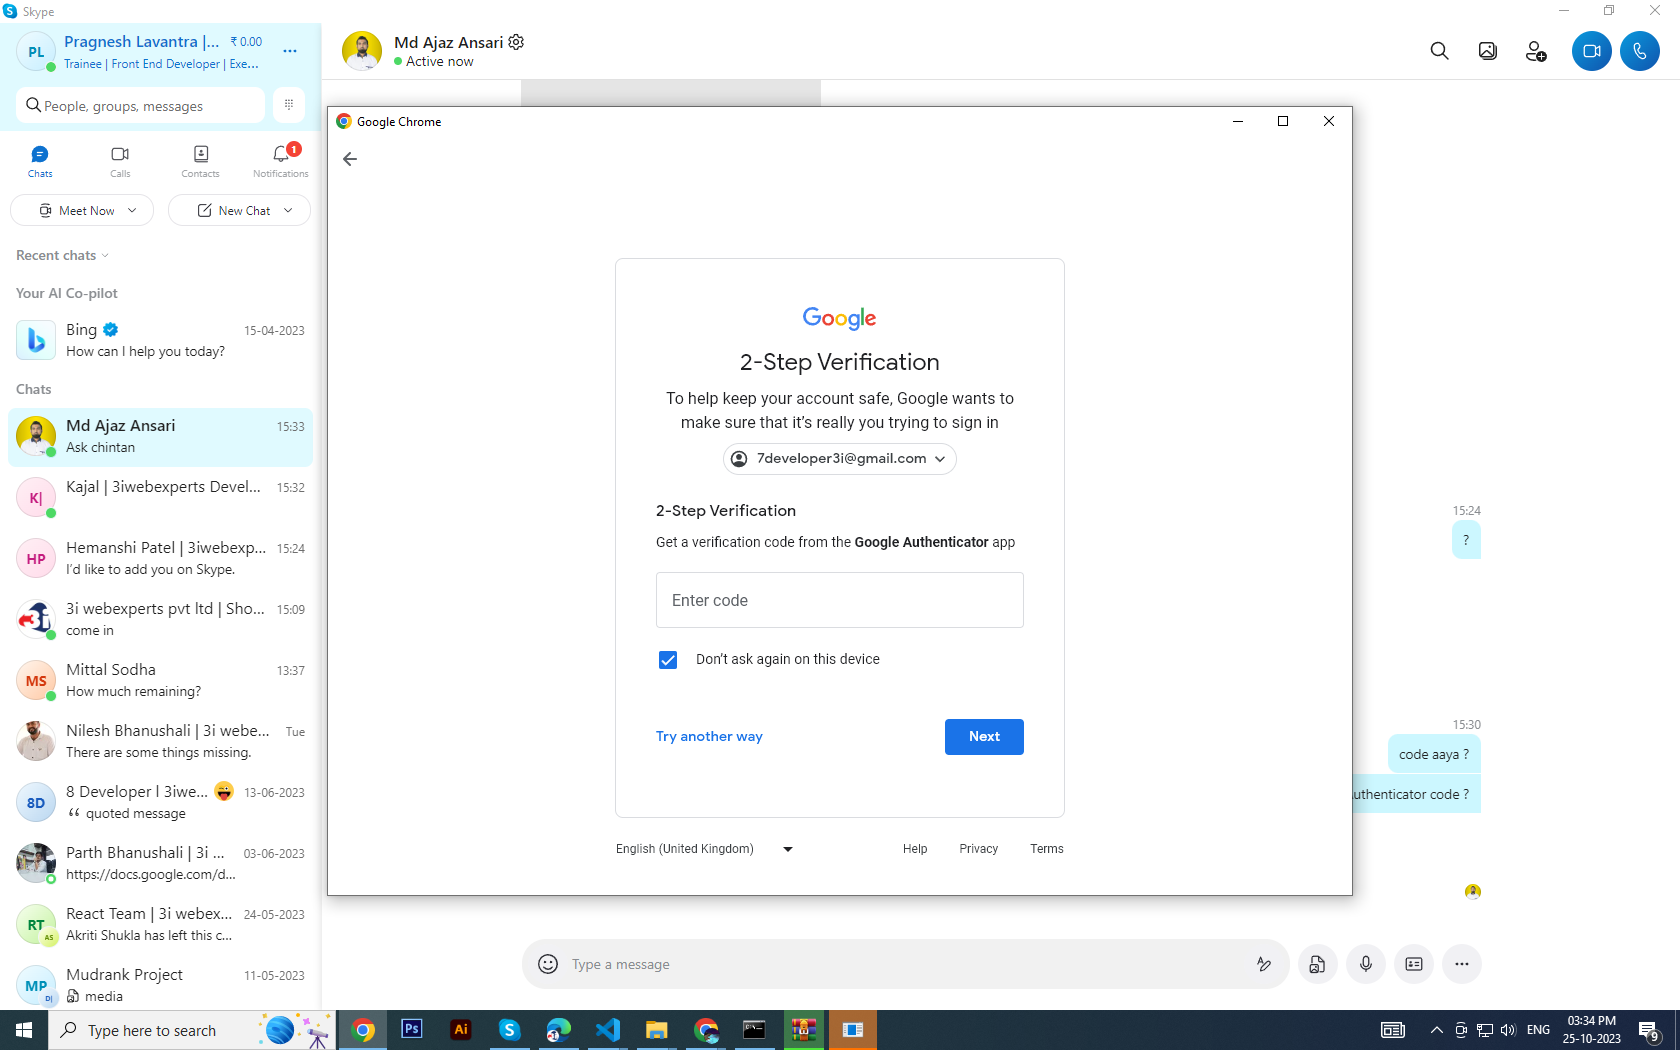 Skype
PL
Pragnesh Lavantra |...
₹ 0.00
Trainee | Front End Developer | Exe...
People, groups, messages
Chats
Calls
Contacts
Notifications
1
Meet Now
New Chat
Recent chats
Your AI Co-pilot
Bing
15-04-2023
How can I help you today?
Chats
Md Ajaz Ansari
15:33
Ask chintan
K|
Kajal | 3iwebexperts Devel...
15:32
HP
Hemanshi Patel | 3iwebexp...
15:24
I'd like to add you on Skype.
3i
3i webexperts pvt ltd | Sho...
15:09
come in
MS
Mittal Sodha
13:37
How much remaining?
Nilesh Bhanushali | 3i webe...
Tue
There are some things missing.
8D
8 Developer l 3iwe...
13-06-2023
quoted message
Parth Bhanushali | 3i ...
03-06-2023
https://docs.google.com/d...
RT
AS
React Team | 3i webex...
24-05-2023
Akriti Shukla has left this c...
MP
D|
Mudrank Project
11-05-2023
media
Md Ajaz Ansari
Active now
Google Chrome
Google
2-Step Verification
To help keep your account safe, Google wants to
make sure that it's really you trying to sign in
7developer3i@gmail.com
2-Step Verification
Get a verification code from the Google Authenticator app
Enter code
Don't ask again on this device
Try another way
Next
English (United Kingdom)
Help
Privacy
Terms
15:24
?
15:30
code aaya ?
uthenticator code ?
Type a message
Type here to search
Ps
Ai
ENG
03:34 PM
25-10-2023
9